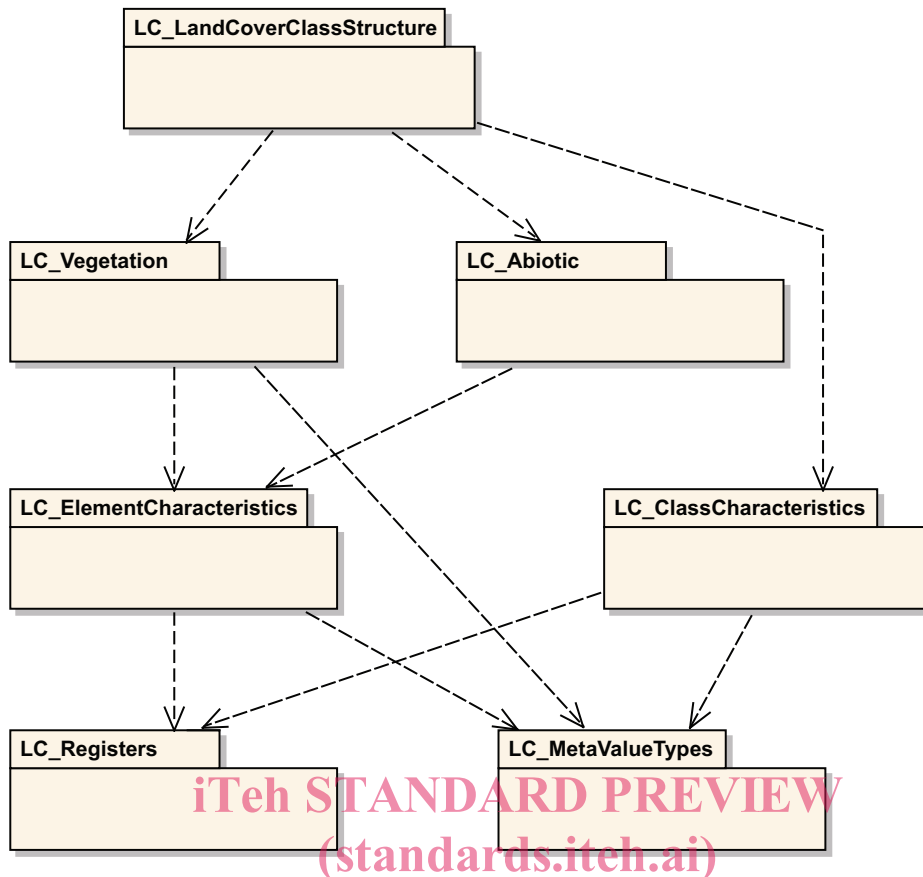 LC_LandCoverClassStructure
LC_Vegetation
LC_Abiotic
LC_ElementCharacteristics
LC_ClassCharacteristics
LC_Registers
LC_MetaValueTypes
iTeh STANDARD PREVIEW
(standards.iteh.ai)